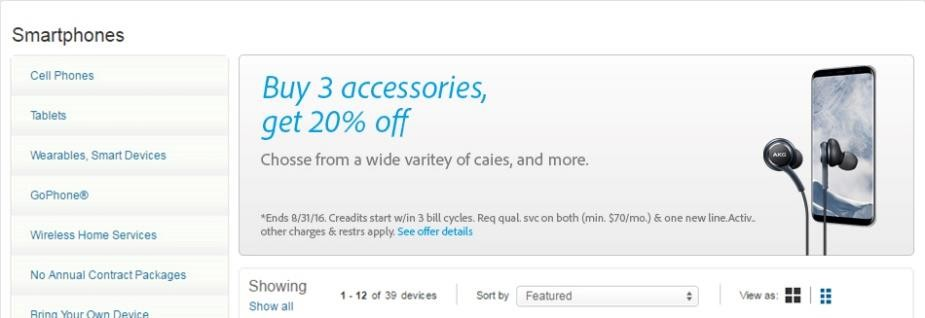 Smartphones
Cell Phones
Tablets
Wearables, Smart Devices
GoPhone®
Wireless Home Services
No Annual Contract Packages
Bring Your Own Device
Buy 3 accessories,
get 20% off
Chosse from a wide varitey of caies, and more.
*Ends 8/31/16. Creadits start w/in 3 bill cycles. Req qual. svc on both (min. $70/mo.) & one new line.Activ..
other charges & restrs apply. See offer details
AKG
Showing
Show all
1 - 12 of 39 devices
Sort by
Featured
View as: